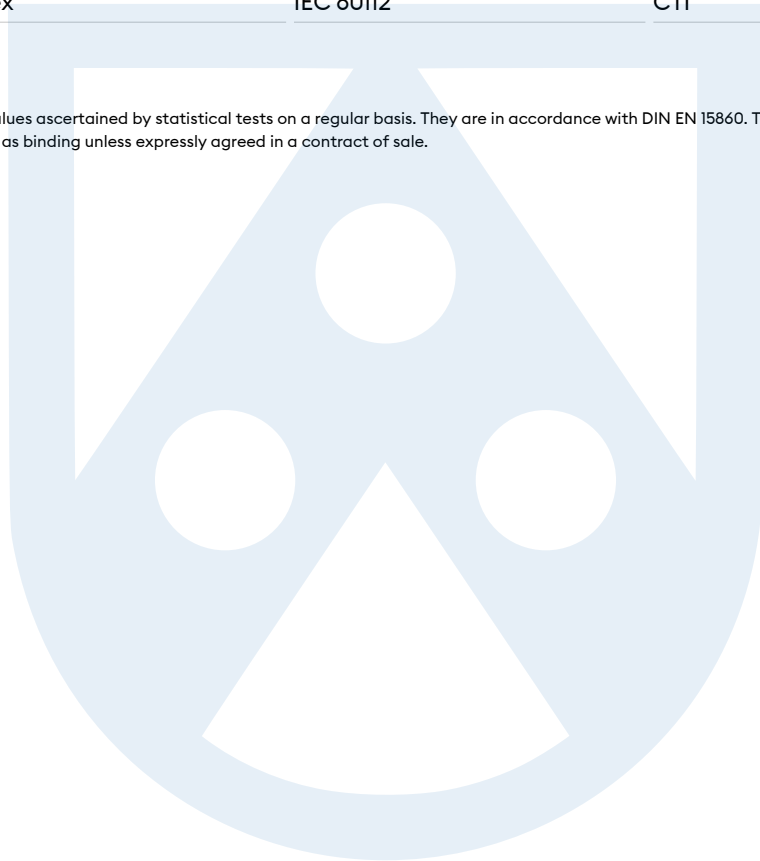 IEC 60112 CTI
values ascertained by statistical tests on a regular basis. They are in accordance with DIN EN 15860.
as binding unless expressly agreed in a contract of sale.